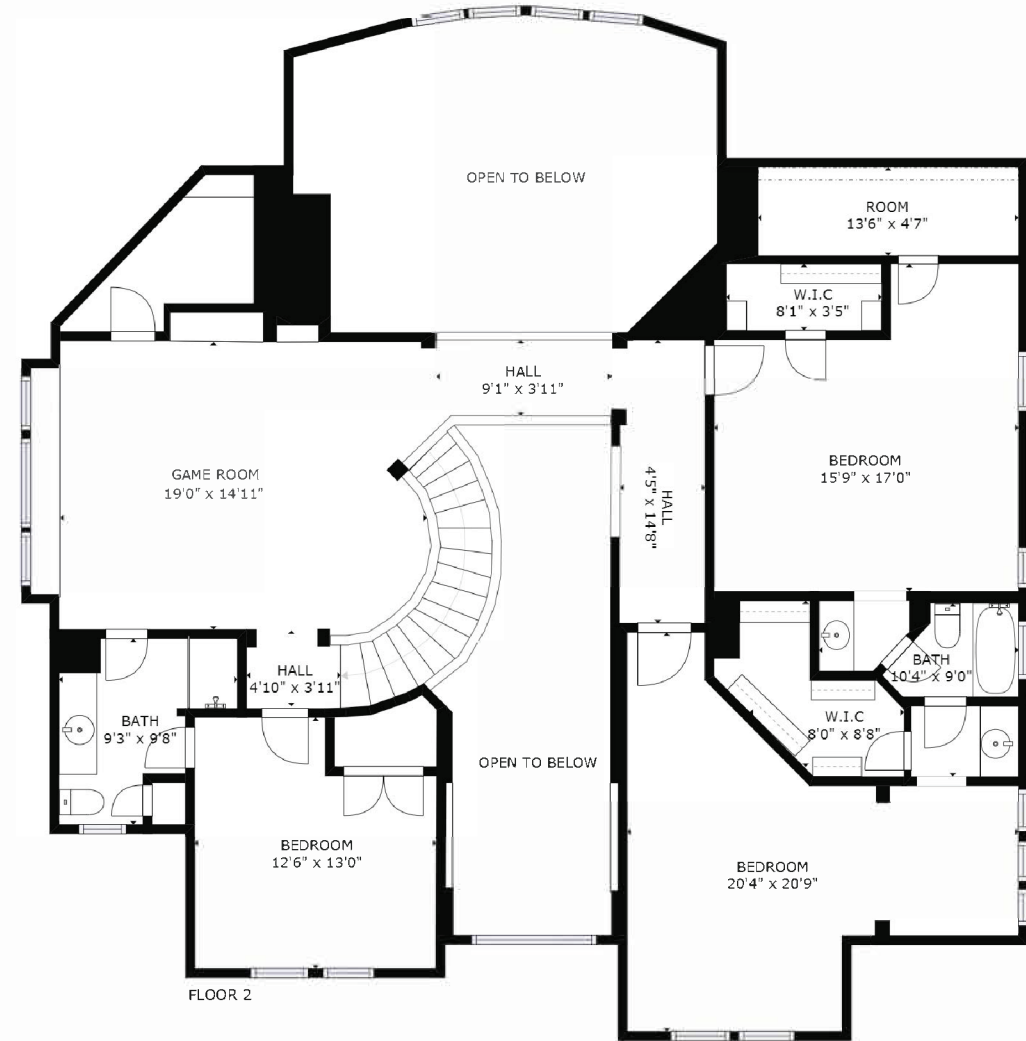 OPEN TO BELOW
ROOM
13'6" x 4'7"
W.I.C
8'1" x 3'5"
HALL
9'1" x 3'11"
GAME ROOM
19'0" x 14'11"
HALL
4'5" x 14'8"
BEDROOM
15'9" x 17'0"
HALL
4'10" x 3'11"
BATH
10'4" x 9'0"
BATH
9'3" x 9'8"
W.I.C
8'0" x 8'8"
OPEN TO BELOW
BEDROOM
12'6" x 13'0"
BEDROOM
20'4" x 20'9"
FLOOR 2